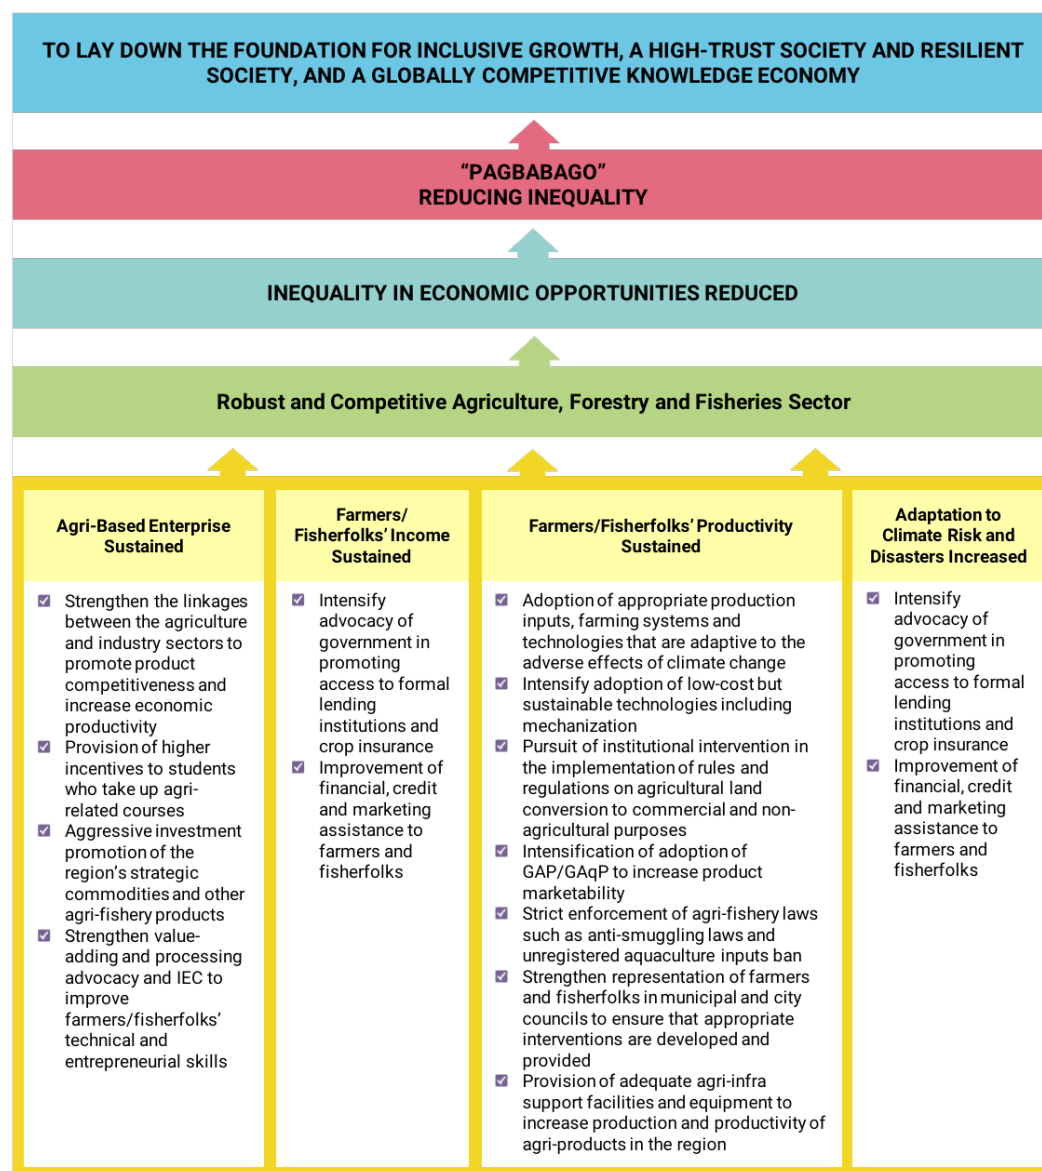 TO LAY DOWN THE FOUNDATION FOR INCLUSIVE GROWTH, A HIGH-TRUST SOCIETY AND RESILIENT
SOCIETY, AND A GLOBALLY COMPETITIVE KNOWLEDGE ECONOMY
“PAGBABAGO”
REDUCING INEQUALITY
INEQUALITY IN ECONOMIC OPPORTUNITIES REDUCED
Robust and Competitive Agriculture, Forestry and Fisheries Sector
Agri-Based Enterprise
Sustained
Strengthen the linkages
between the agriculture
and industry sectors to
promote product
competitiveness and
increase economic
productivity
Provision of higher
incentives to students
who take up agri-
related courses
Aggressive investment
promotion of the
region’s strategic
commodities and other
agri-fishery products
Strengthen value-
adding and processing
advocacy and IEC to
improve
farmers/fisherfolks’
technical and
entrepreneurial skills
Farmers/
Fisherfolks’ Income
Sustained
Intensify
advocacy of
government in
promoting
access to formal
lending
institutions and
crop insurance
Improvement of
financial, credit
and marketing
assistance to
farmers and
fisherfolks
Farmers/Fisherfolks’ Productivity
Sustained
Adoption of appropriate production
inputs, farming systems and
technologies that are adaptive to the
adverse effects of climate change
Intensify adoption of low-cost but
sustainable technologies including
mechanization
Pursuit of institutional intervention in
the implementation of rules and
regulations on agricultural land
conversion to commercial and non-
agricultural purposes
Intensification of adoption of
GAP/GAqP to increase product
marketability
Strict enforcement of agri-fishery laws
such as anti-smuggling laws and
unregistered aquaculture inputs ban
Strengthen representation of farmers
and fisherfolks in municipal and city
councils to ensure that appropriate
interventions are developed and
provided
Provision of adequate agri-infra
support facilities and equipment to
increase production and productivity of
agri-products in the region
Adaptation to
Climate Risk and
Disasters Increased
Intensify
advocacy of
government in
promoting
access to formal
lending
institutions and
crop insurance
Improvement of
financial, credit
and marketing
assistance to
farmers and
fisherfolks